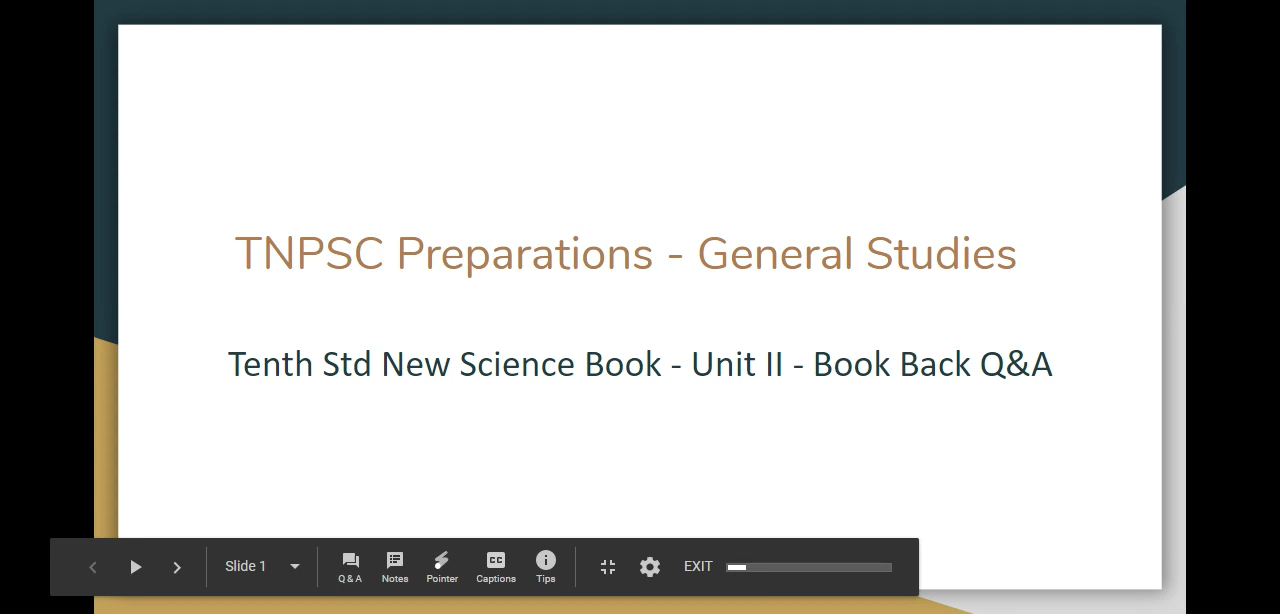 TNPSC Preparations - General Studies
Tenth Std New Science Book - Unit II - Book Back Q&A
Slide 1
Q & A
Notes
Pointer
CC
Captions
Tips
EXIT